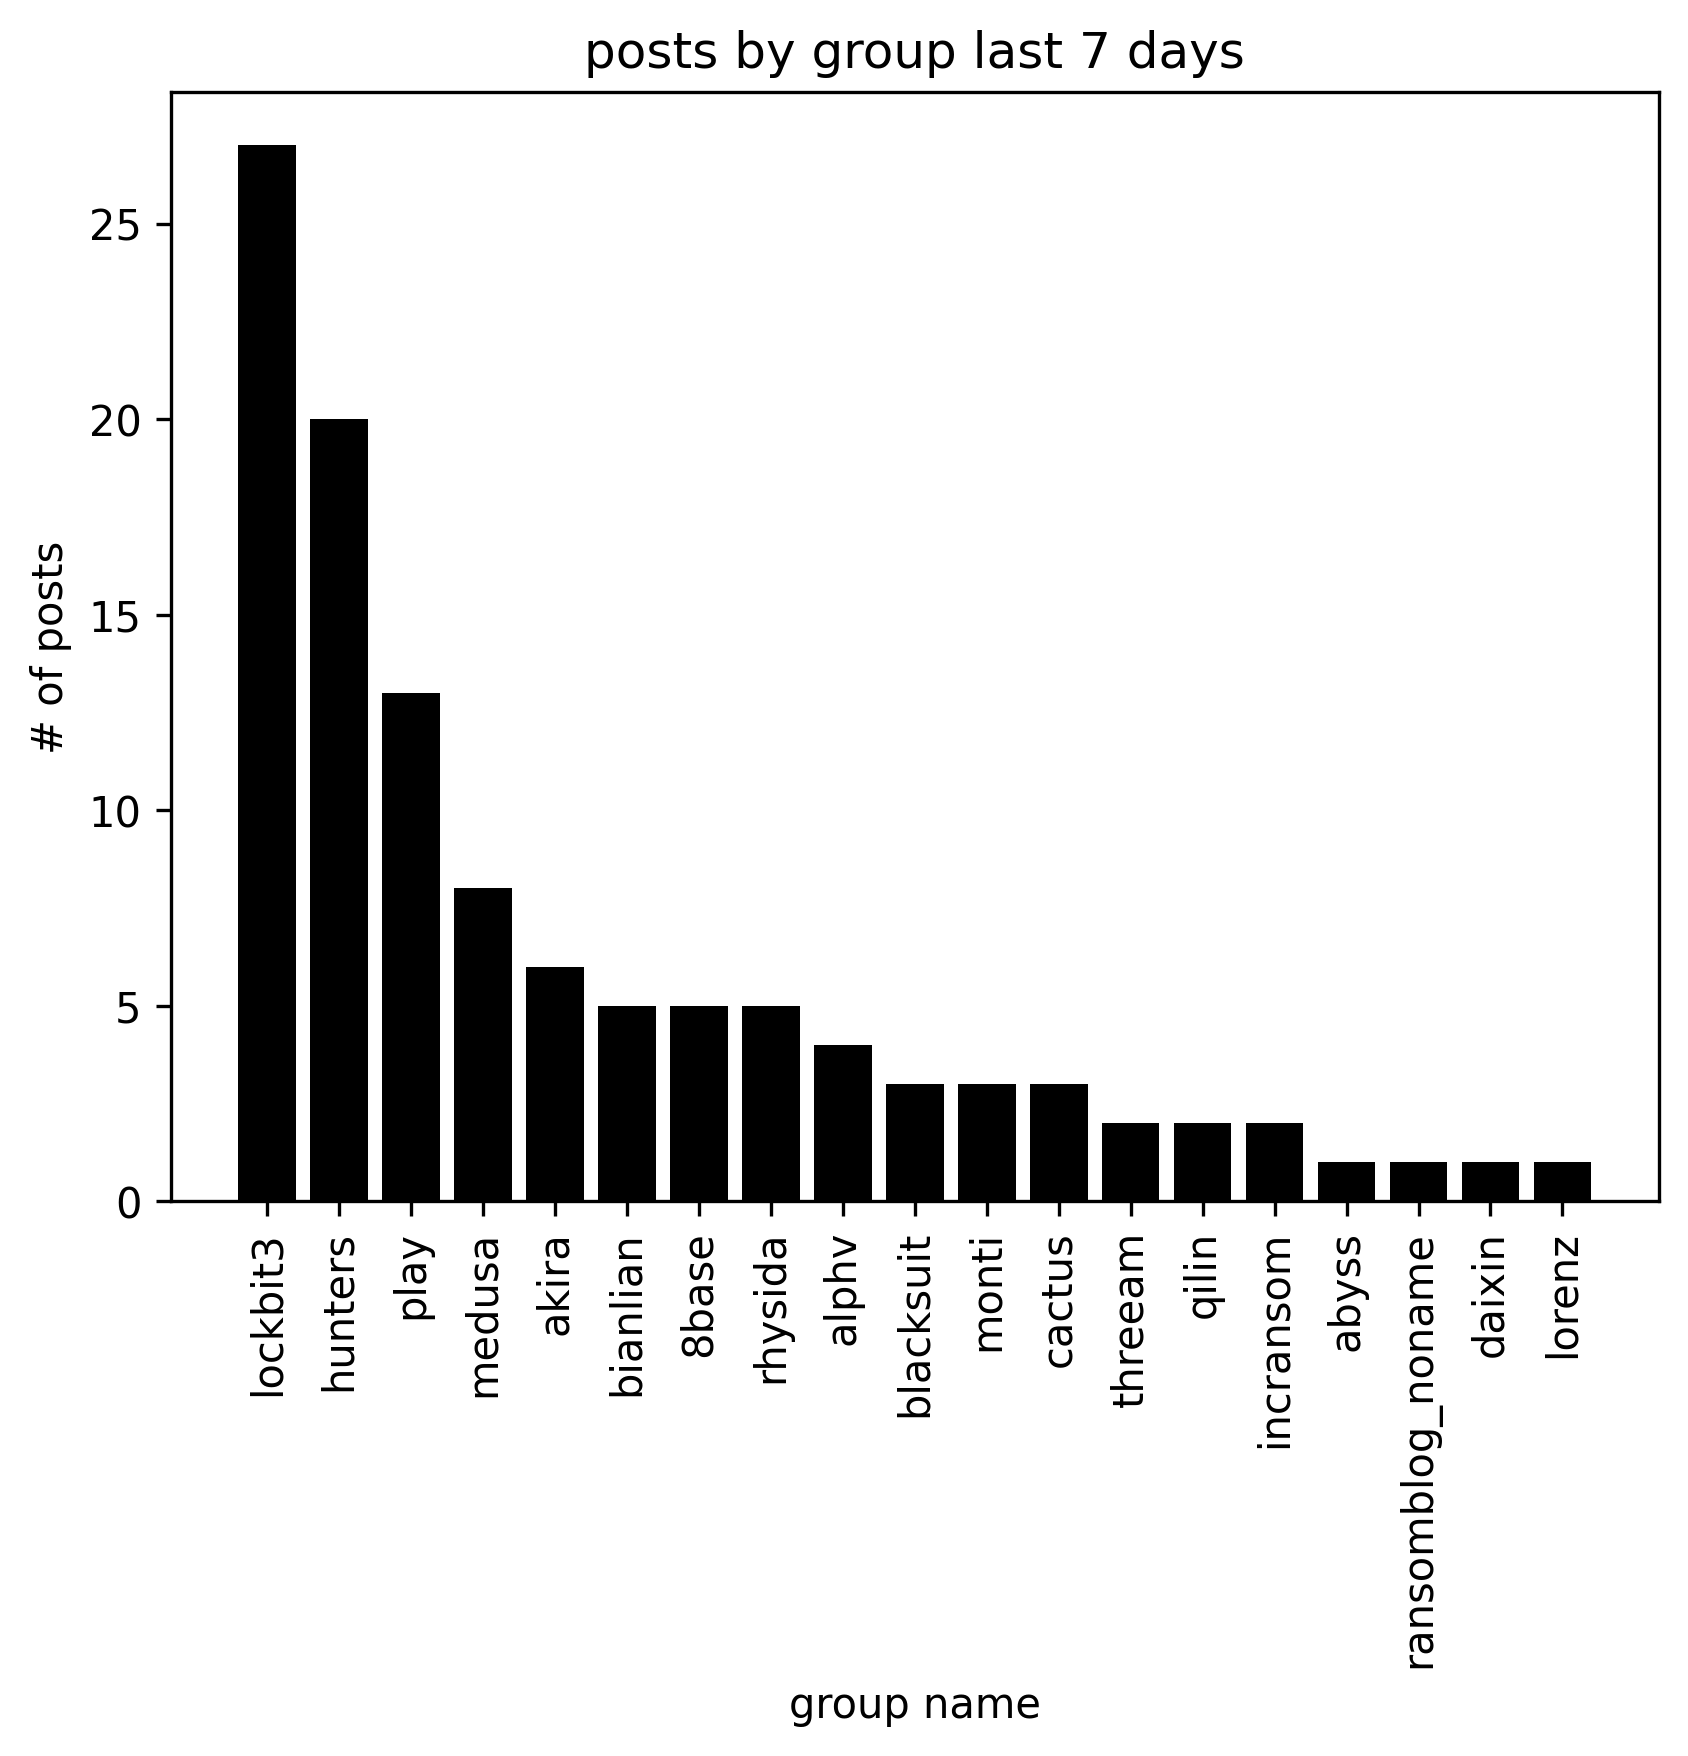 posts by group last 7 days
# of posts
25
20
15
10
5
0
lockbit3
hunters
play
medusa
akira
bianlian
8base
rhysida
alphv
blacksuit
monti
cactus
threeam
qilin
incransom
abyss
ransomblog_noname
daixin
lorenz
group name